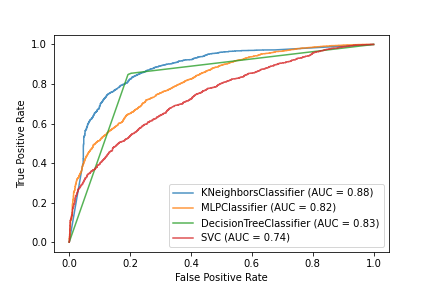 1.0
0.8
0.6
0.4
0.2
0.0
True Positive Rate
KNeighborsClassifier (AUC = 0.88)
MLPClassifier (AUC = 0.82)
DecisionTreeClassifier (AUC = 0.83)
SVC (AUC = 0.74)
0.0 0.2 0.4 0.6 0.8 1.0
False Positive Rate